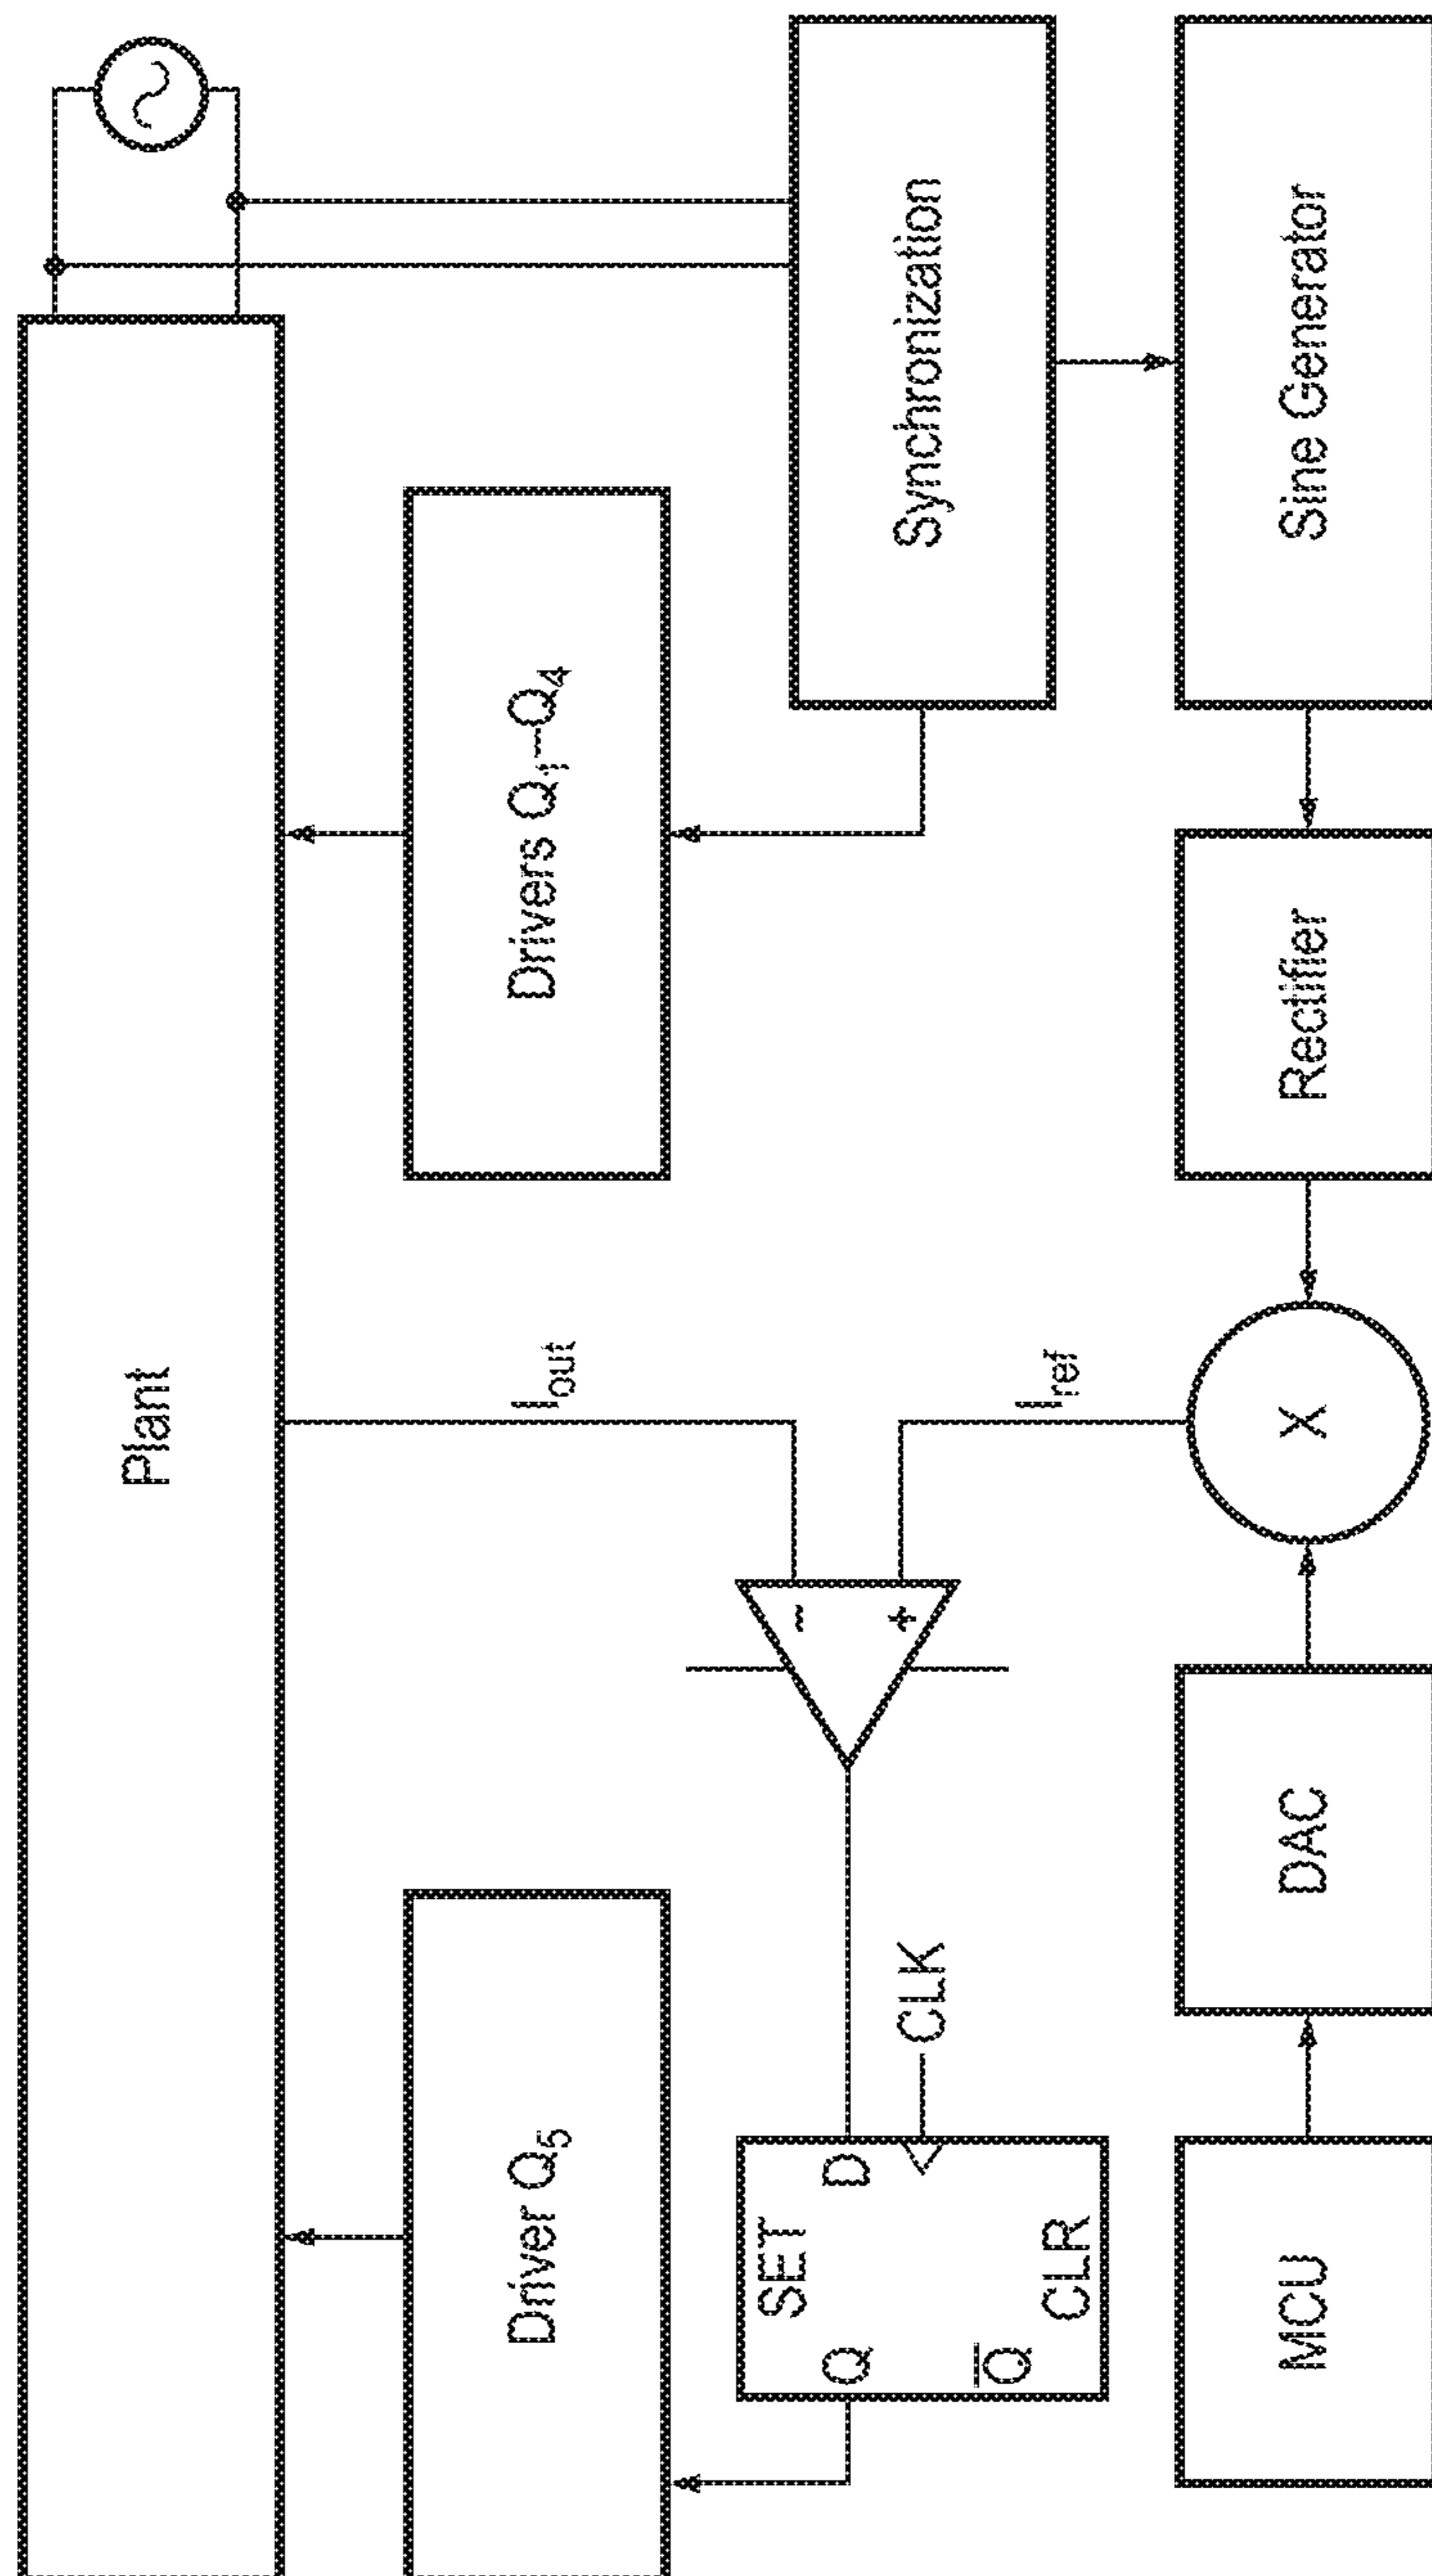 Plant
Driver Q5
Iout
Drivers Q1–Q4
SET
Q
D
CLK
Q̅
CLR
−
+
Iref
Synchronization
MCU
DAC
X
Rectifier
Sine Generator